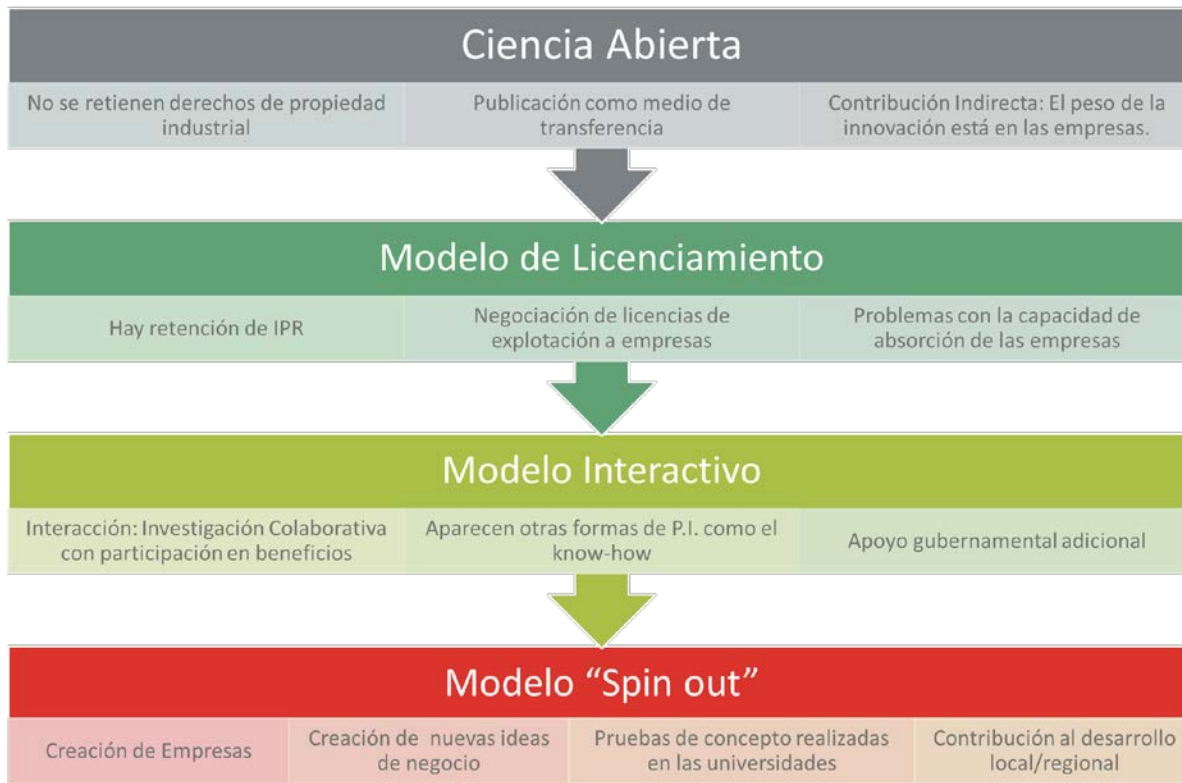 Ciencia Abierta
No se retienen derechos de propiedad
industrial
Publicación como medio de
transferencia
Contribución Indirecta: El peso de la
innovación está en las empresas.
Modelo de Licenciamiento
Hay retención de IPR
Negociación de licencias de
explotación a empresas
Problemas con la capacidad de
absorción de las empresas
Modelo Interactivo
Interacción: Investigación Colaborativa
con participación en beneficios
Aparecen otras formas de P.I. como el
know-how
Apoyo gubernamental adicional
Modelo “Spin out”
Creación de Empresas
Creación de nuevas ideas
de negocio
Pruebas de concepto realizadas
en las universidades
Contribución al desarrollo
local/regional